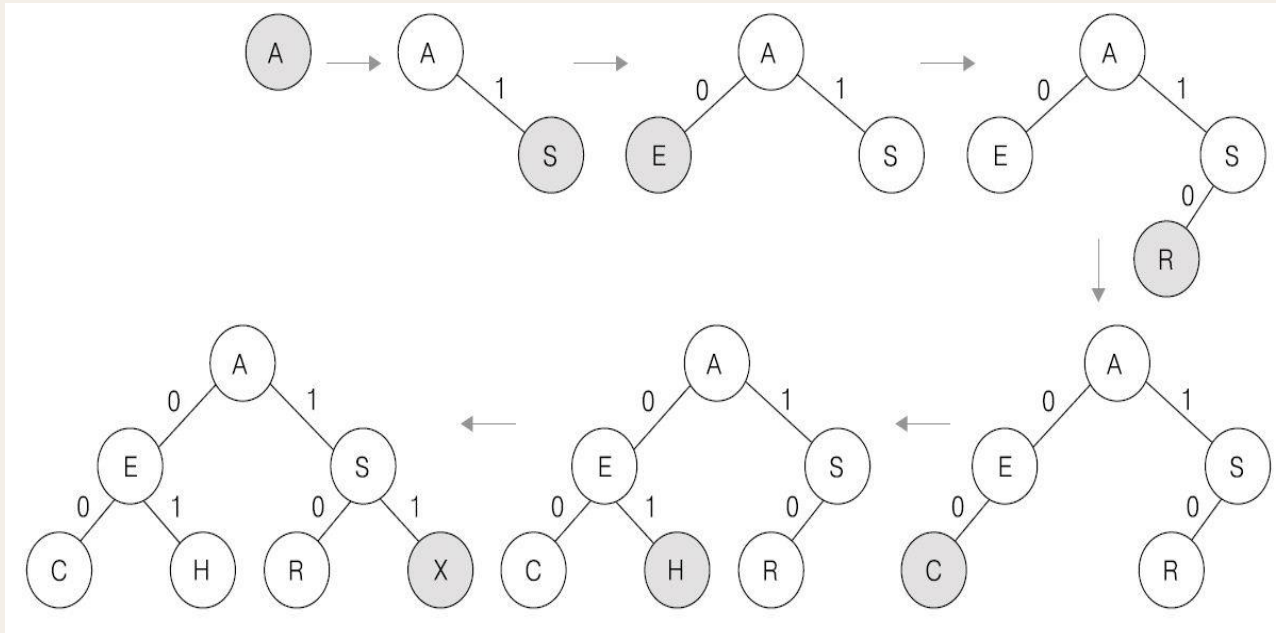 A A A A
1 0 1 0 1
S E S E S
0
R
A A A
0 1 0 1 0 1
E S E S E S
0 1 0 1 0 1 0 0 0
C H R X C H R C R